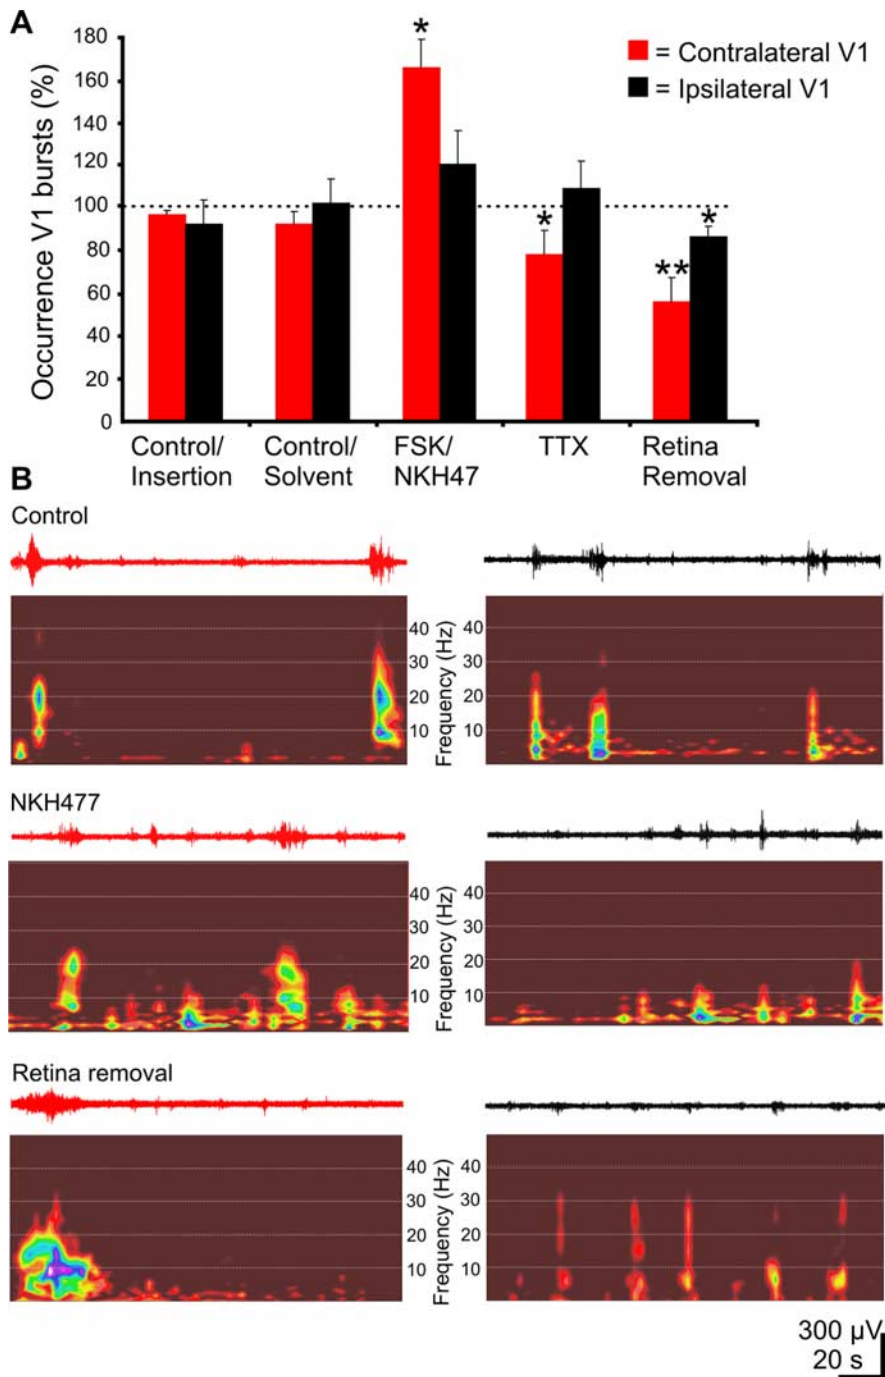 A
Occurrence V1 bursts (%)
180
160
140
120
100
80
60
40
20
0
= Contralateral V1
= Ipsilateral V1
*
*
**
*
Control/
Insertion
Control/
Solvent
FSK/
NKH47
TTX
Retina
Removal
B
Control
40
30
20
10
Frequency (Hz)
40
30
20
10
NKH477
40
30
20
10
Frequency (Hz)
40
30
20
10
Retina removal
40
30
20
10
Frequency (Hz)
40
30
20
10
300 µV
20 s